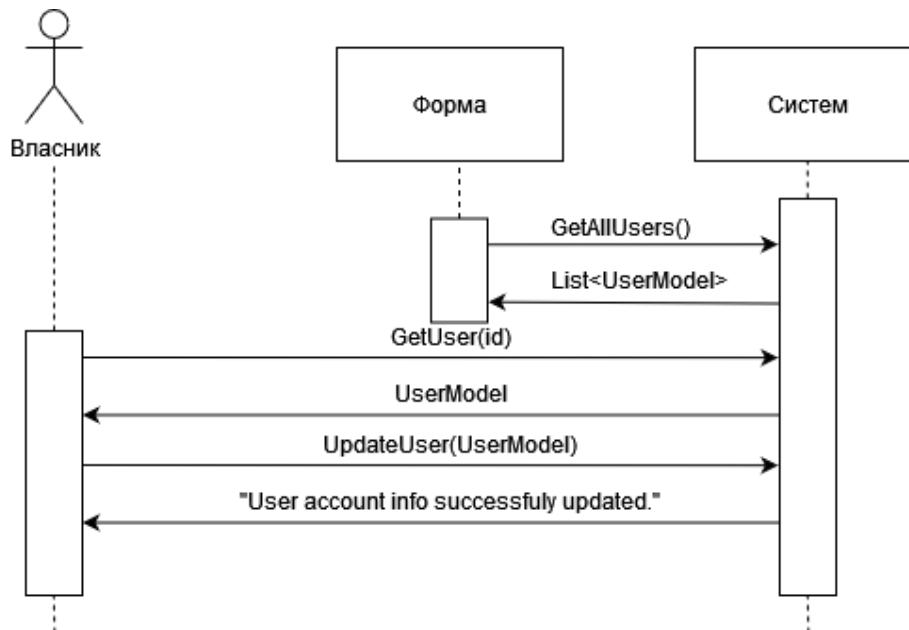 Форма
Систем
Власник
GetAllUsers()
List<UserModel>
GetUser(id)
UserModel
UpdateUser(UserModel)
"User account info successfuly updated."